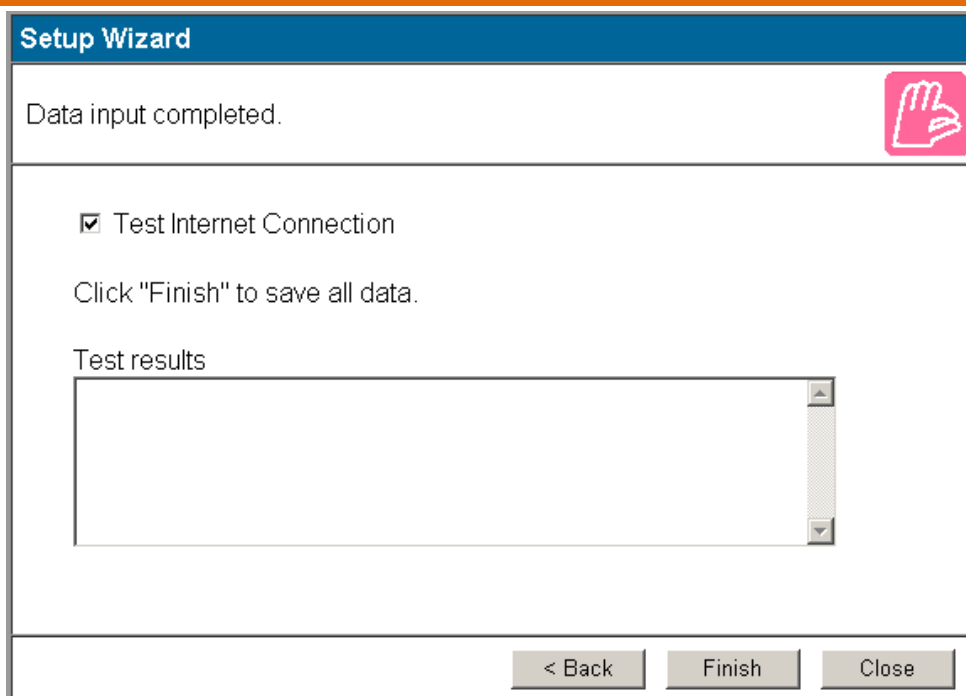 Setup Wizard
Data input completed.
Test Internet Connection
Click "Finish" to save all data.
Test results
< Back Finish Close